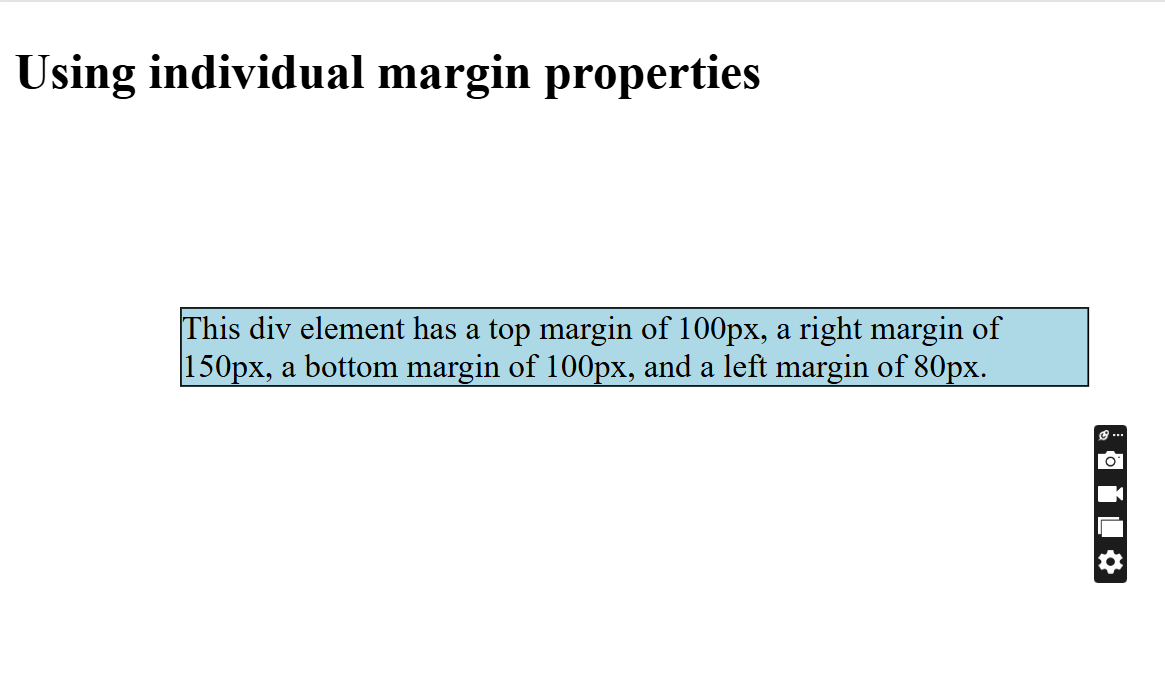 Using individual margin properties
This div element has a top margin of 100px, a right margin of
150px, a bottom margin of 100px, and a left margin of 80px.